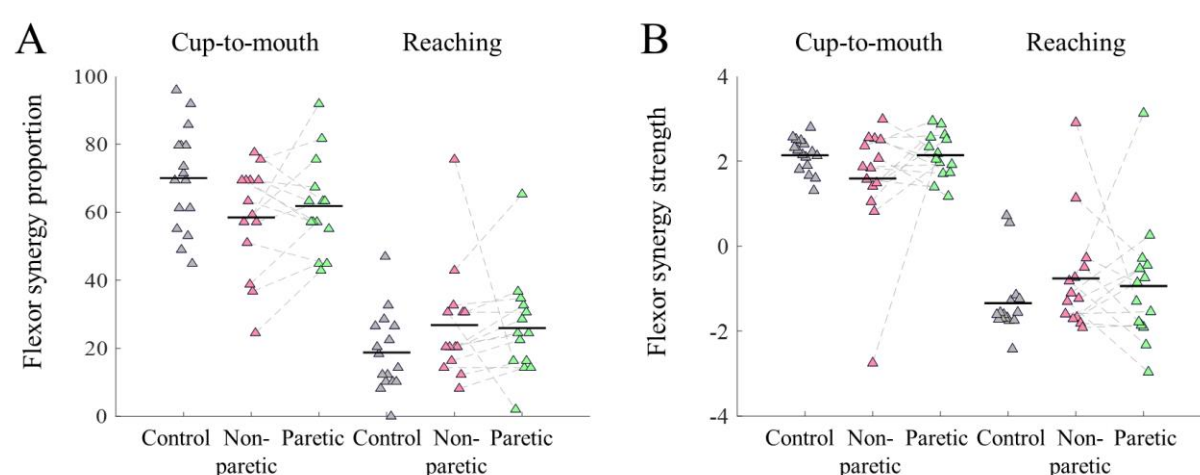 A
Cup-to-mouth Reaching
Flexor synergy proportion
100
80
60
40
20
0
Control Non- Paretic Control Non- Paretic
paretic paretic
B
Cup-to-mouth Reaching
Flexor synergy strength
4
2
0
-2
-4
Control Non- Paretic Control Non- Paretic
paretic paretic